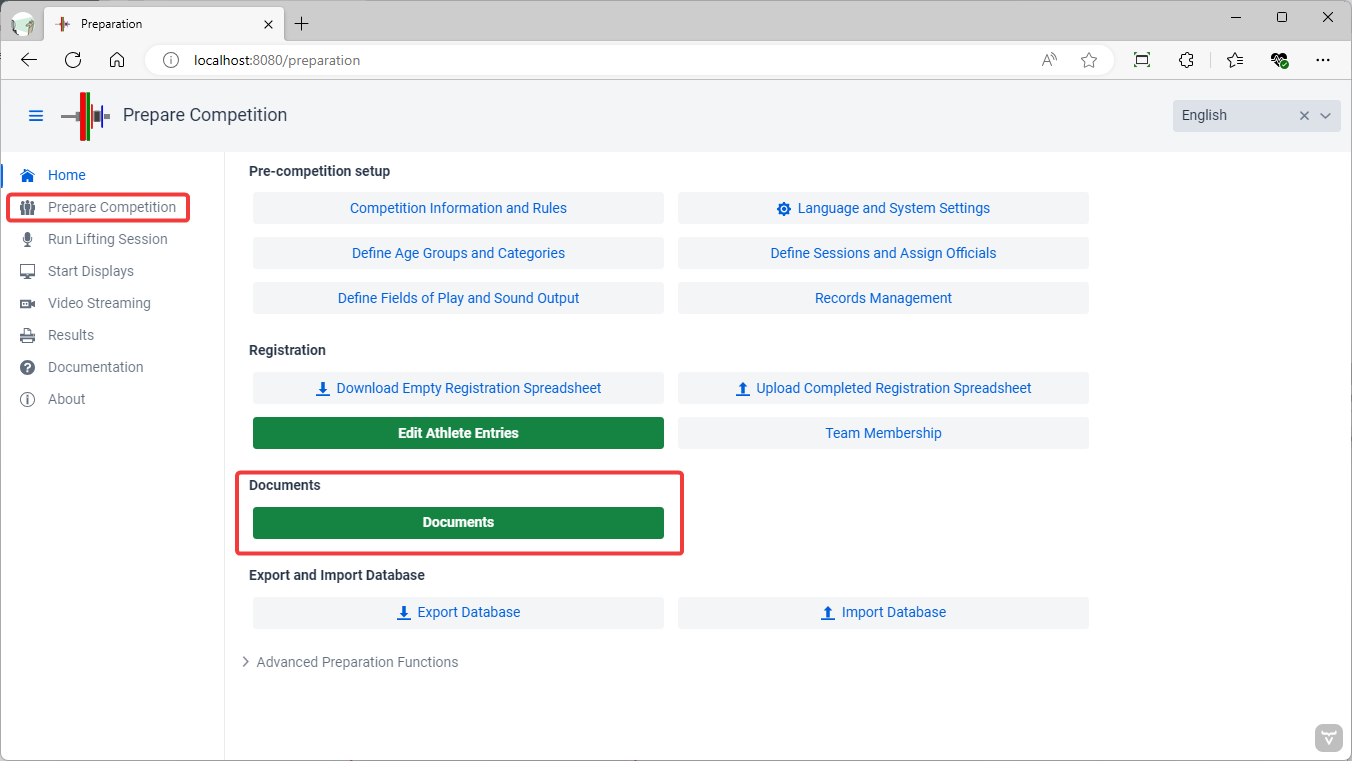 Preparation
localhost:8080/preparation
Prepare Competition
English
Home
Prepare Competition
Run Lifting Session
Start Displays
Video Streaming
Results
Documentation
About
Pre-competition setup
Competition Information and Rules
Language and System Settings
Define Age Groups and Categories
Define Sessions and Assign Officials
Define Fields of Play and Sound Output
Records Management
Registration
Download Empty Registration Spreadsheet
Upload Completed Registration Spreadsheet
Edit Athlete Entries
Team Membership
Documents
Documents
Export and Import Database
Export Database
Import Database
Advanced Preparation Functions